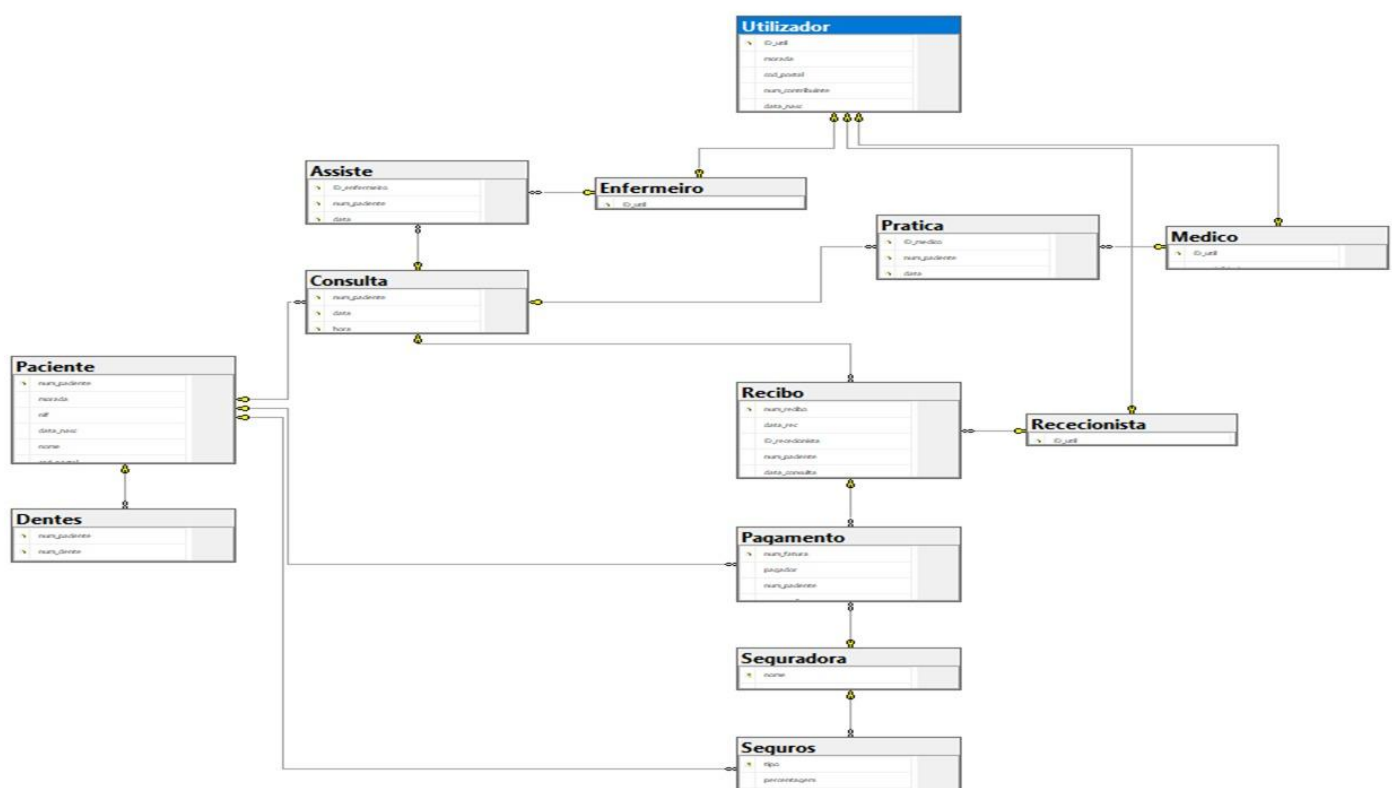 Utilizador
ID_util
morada
cod_postal
num_contribuinte
data_nasc
Assiste
ID_enfermeiro
num_paciente
data
Enfermeiro
ID_util
Pratica
ID_medico
num_paciente
data
Medico
ID_util
Consulta
num_paciente
data
hora
Paciente
num_paciente
morada
nif
data_nasc
nome
cod_postal
Recibo
num_recibo
data_rec
ID_rececionista
num_paciente
data_consulta
Rececionista
ID_util
Dentes
num_paciente
num_dente
Pagamento
num_fatura
pagador
num_paciente
Seguradora
nome
Seguros
tipo
percentagem